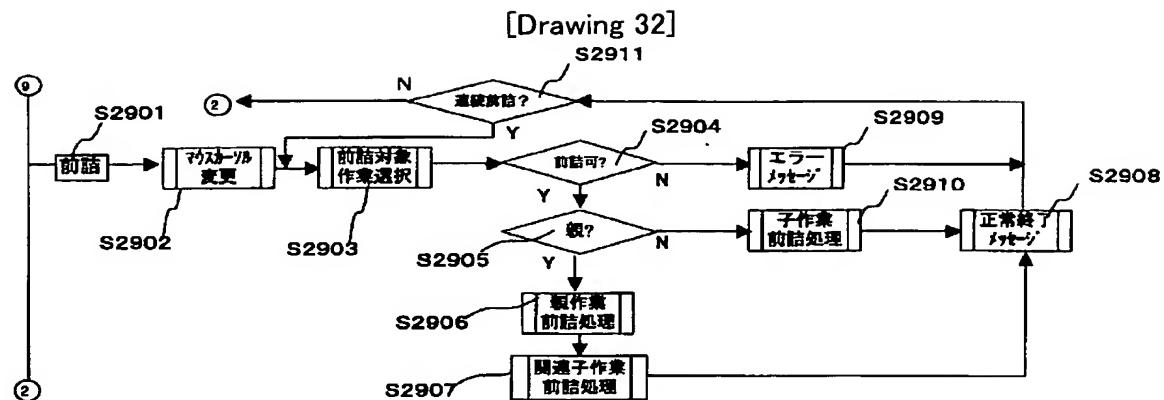 [Drawing 32]
S2911
9
N
連続前詰?
2
S2901
Y
S2904
S2909
前詰
マウスカーソル
変更
前詰対象
作業選択
前詰可?
エラー
メッセージ
N
S2910
S2908
Y
S2902
S2903
親?
子作業
前詰処理
正常終了
メッセージ
N
S2905
Y
親作業
前詰処理
S2906
関連子作業
前詰処理
S2907
2